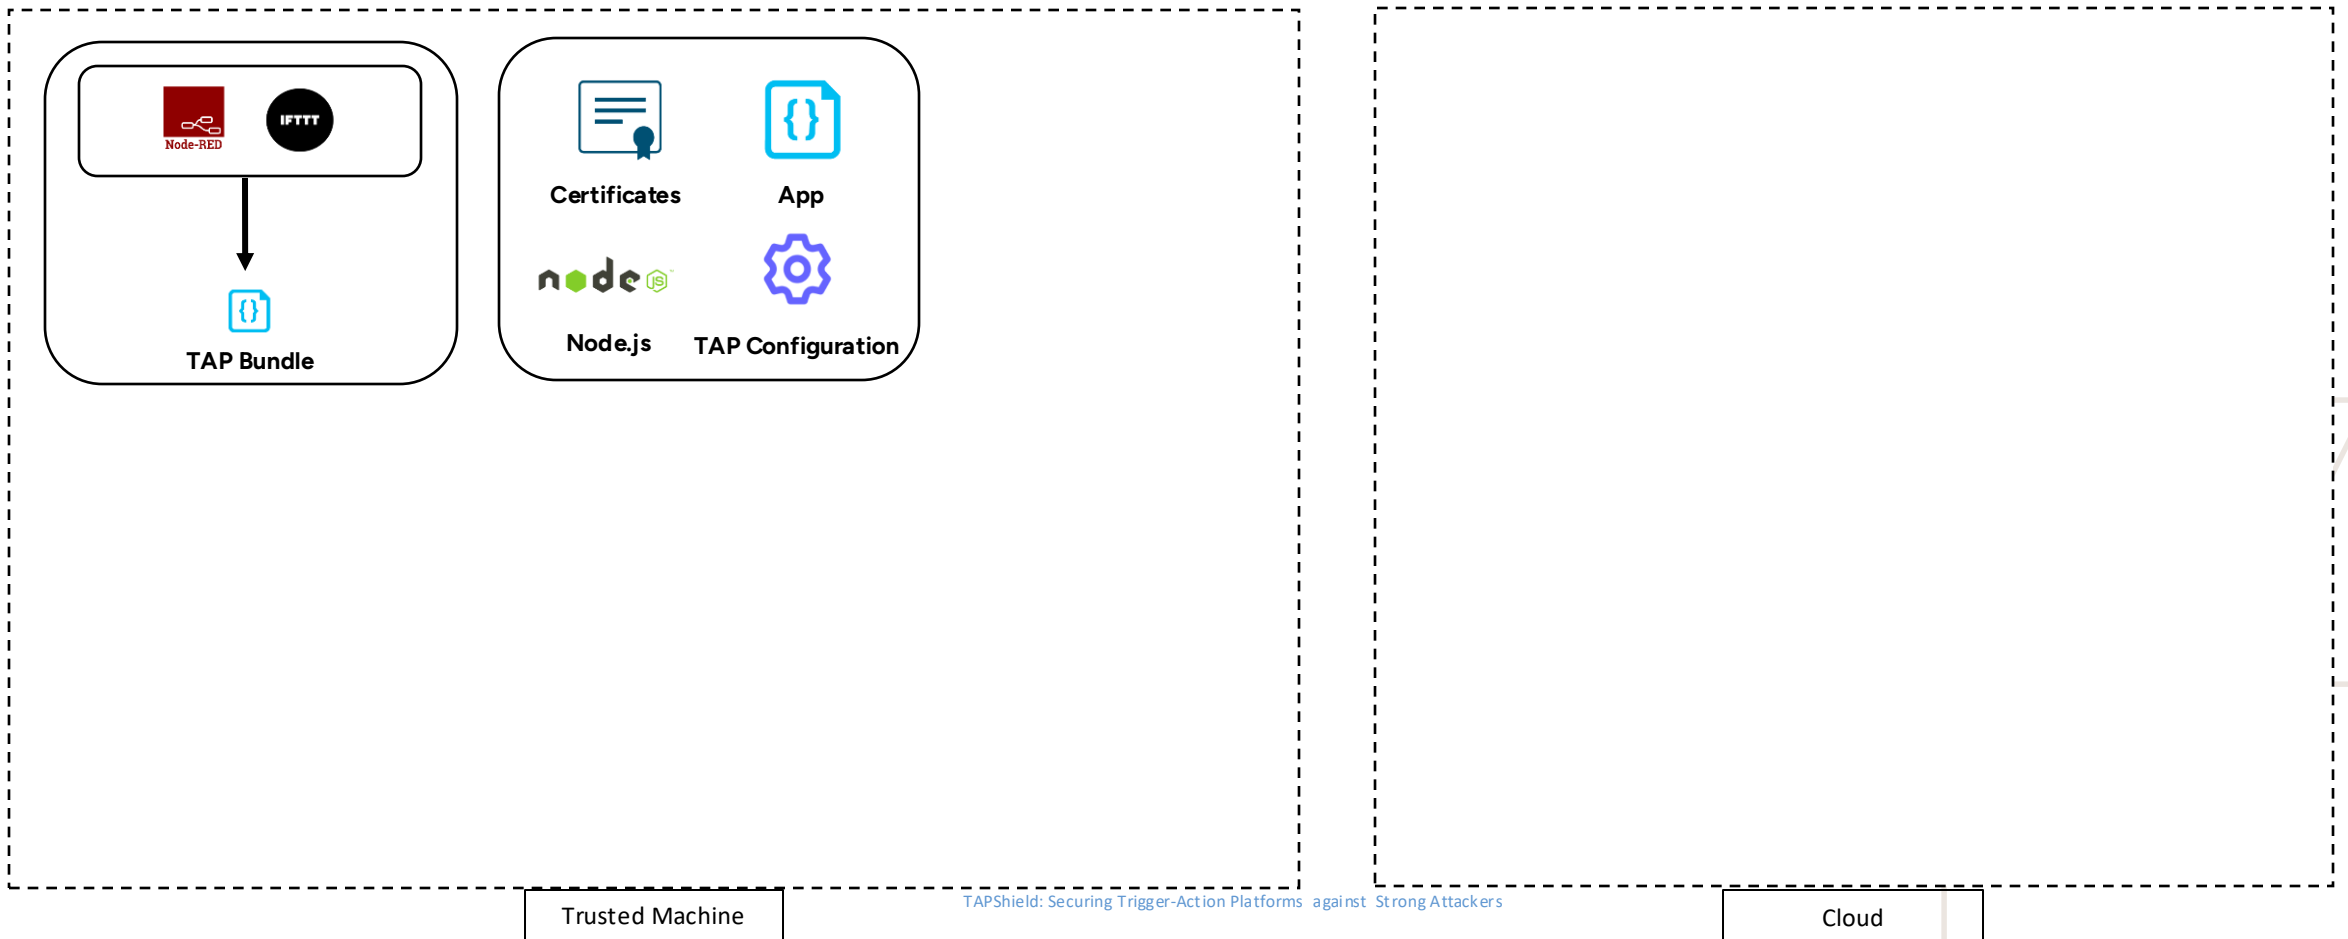 Node-RED
IFTTT
TAP Bundle
Certificates
App
node
JS
Node.js
TAP Configuration
Trusted Machine
TAPShield: Securing Trigger-Action Platforms against Strong Attackers
Cloud